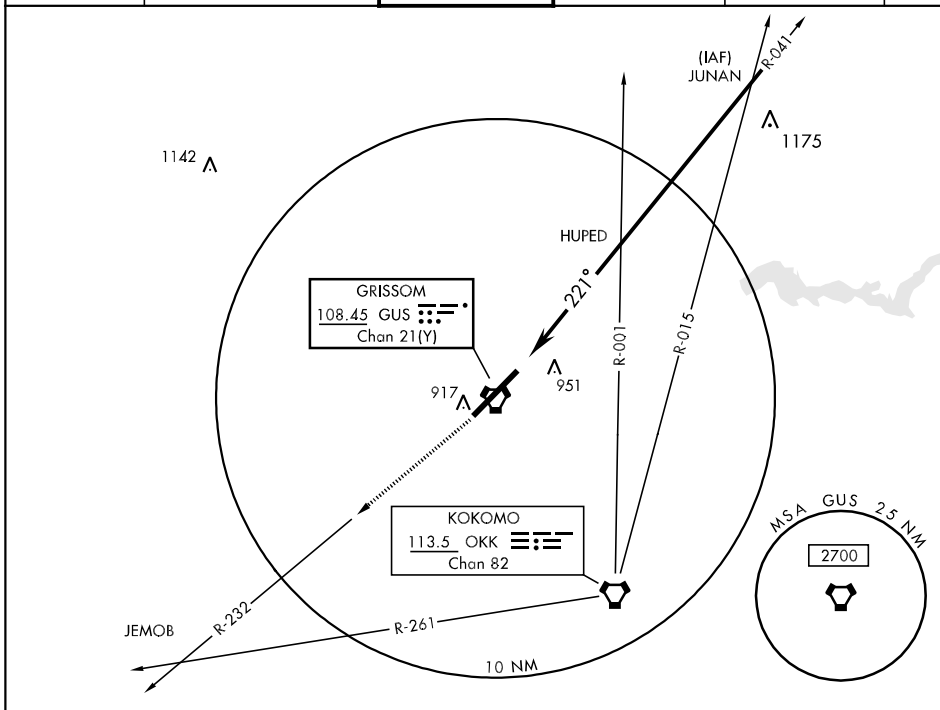 (IAF)
JUNAN
R-041
1175
1142
HUPED
221°
GRISSOM
108.45 GUS
Chan 21(Y)
R-001
R-015
917
951
KOKOMO
113.5 OKK
Chan 82
MSA GUS 25 NM
2700
R-232
JEMOB
R-261
10 NM